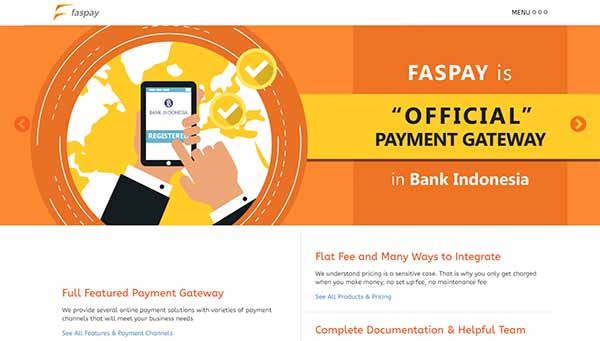 faspay
MENU
BANK INDONESIA
REGISTERED
FASPAY is
“OFFICIAL”
PAYMENT GATEWAY
in Bank Indonesia
Full Featured Payment Gateway
We provide several online payment solutions with varieties of payment
channels that will meet your business needs
See All Features & Payment Channels
Flat Fee and Many Ways to Integrate
We understand pricing is a sensitive case. That is why you only get charged
when you make money, no set up fee, no maintenance fee
See All Products & Pricing
Complete Documentation & Helpful Team